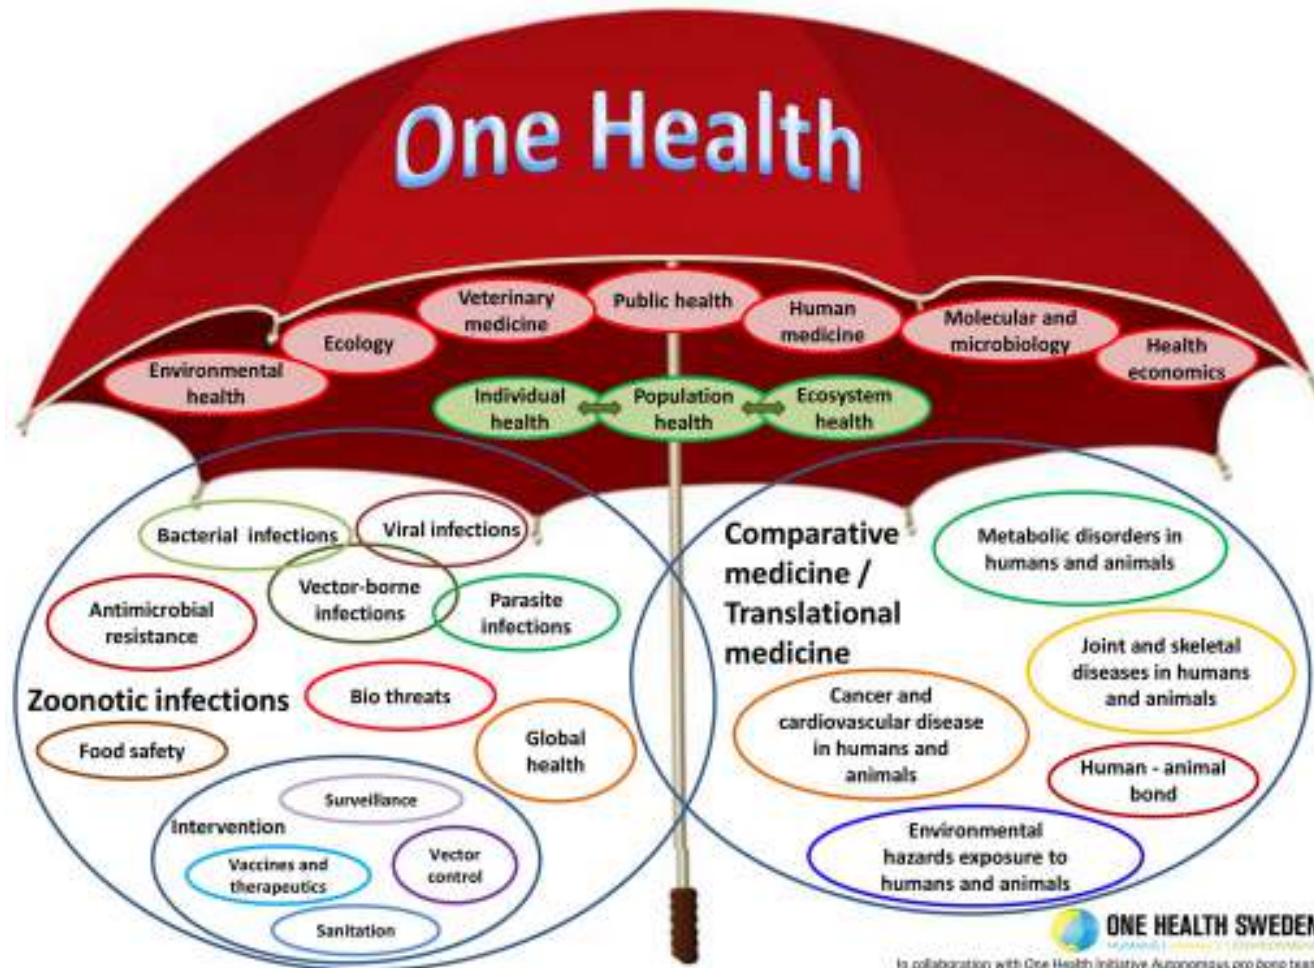 One Health
Veterinary
medicine
Public health
Human
medicine
Molecular and
microbiology
Health
economics
Ecology
Environmental
health
Individual
health
Population
health
Ecosystem
health
Bacterial infections
Viral infections
Vector-borne
infections
Parasite
infections
Antimicrobial
resistance
Zoonotic infections
Bio threats
Food safety
Global
health
Surveillance
Intervention
Vaccines and
therapeutics
Vector
control
Sanitation
Comparative
medicine /
Translational
medicine
Metabolic disorders in
humans and animals
Joint and skeletal
diseases in humans
and animals
Cancer and
cardiovascular disease
in humans and
animals
Human - animal
bond
Environmental
hazards exposure to
humans and animals
ONE HEALTH SWEDEN
In collaboration with One Health Initiative Autonomous pro bono team